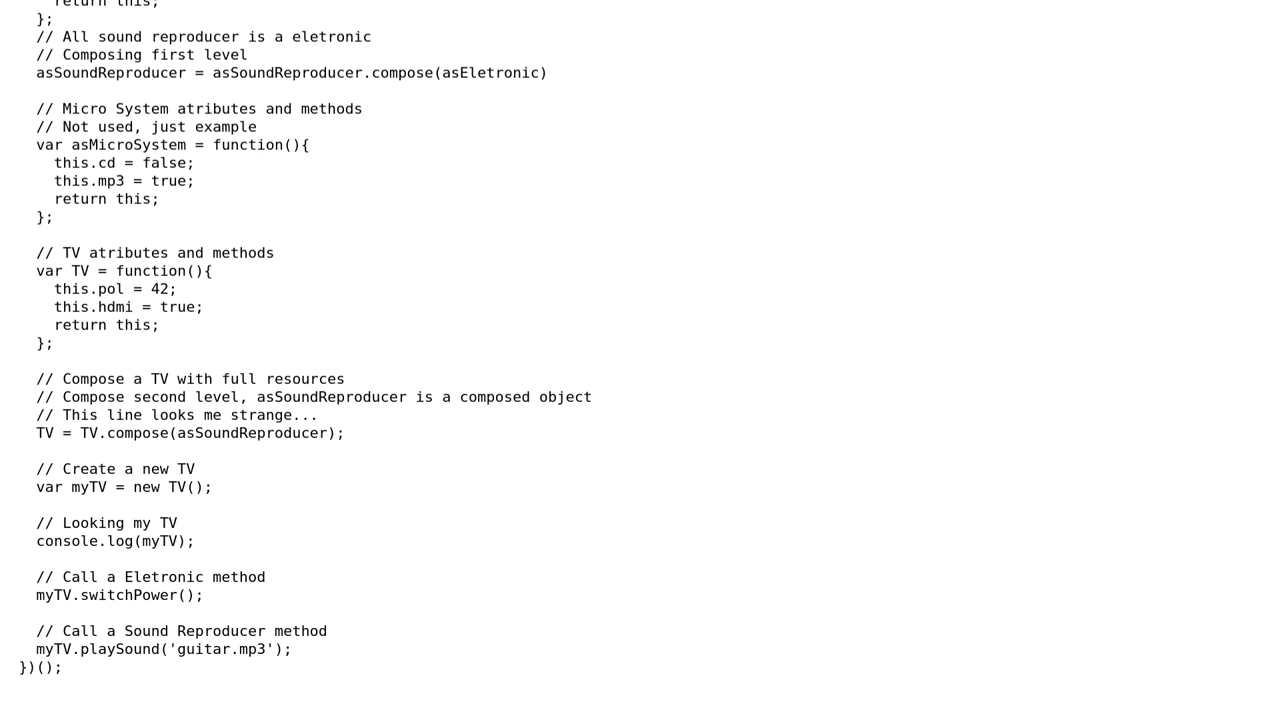 return this;
};
// All sound reproducer is a eletronic
// Composing first level
asSoundReproducer = asSoundReproducer.compose(asEletronic)
// Micro System atributes and methods
// Not used, just example
var asMicroSystem = function(){
this.cd = false;
this.mp3 = true;
return this;
};
// TV atributes and methods
var TV = function(){
this.pol = 42;
this.hdmi = true;
return this;
};
// Compose a TV with full resources
// Compose second level, asSoundReproducer is a composed object
// This line looks me strange...
TV = TV.compose(asSoundReproducer);
// Create a new TV
var myTV = new TV();
// Looking my TV
console.log(myTV);
// Call a Eletronic method
myTV.switchPower();
// Call a Sound Reproducer method
myTV.playSound('guitar.mp3');
})();